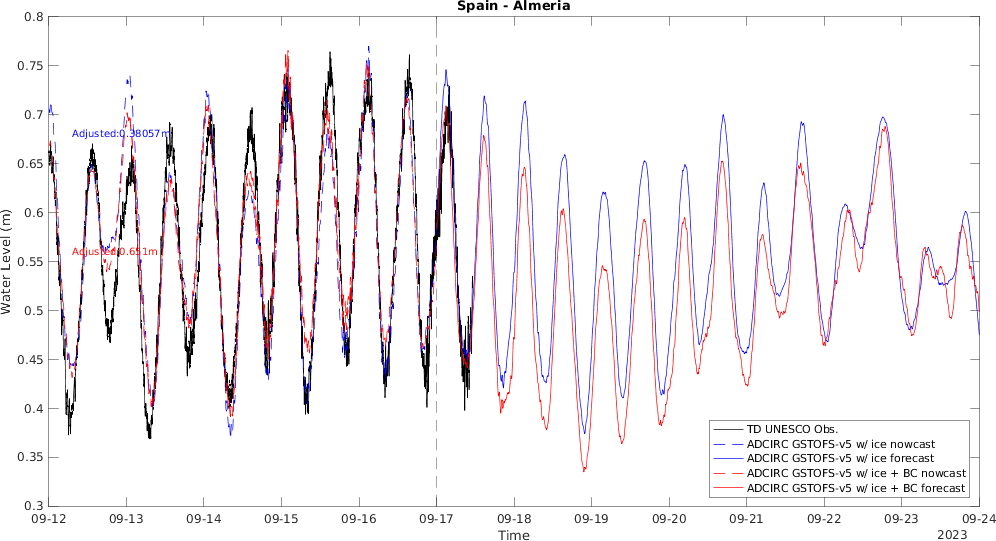 Spain - Almeria
0.8
0.75
0.7
0.65
0.6
0.55
0.5
0.45
0.4
0.35
0.3
Water Level (m)
Adjusted:0.38057m
Adjusted:0.651m
TD UNESCO Obs.
ADCIRC GSTOFS-v5 w/ ice nowcast
ADCIRC GSTOFS-v5 w/ ice forecast
ADCIRC GSTOFS-v5 w/ ice + BC nowcast
ADCIRC GSTOFS-v5 w/ ice + BC forecast
09-12 09-13 09-14 09-15 09-16 09-17 09-18 09-19 09-20 09-21 09-22 09-23 09-24
Time
2023